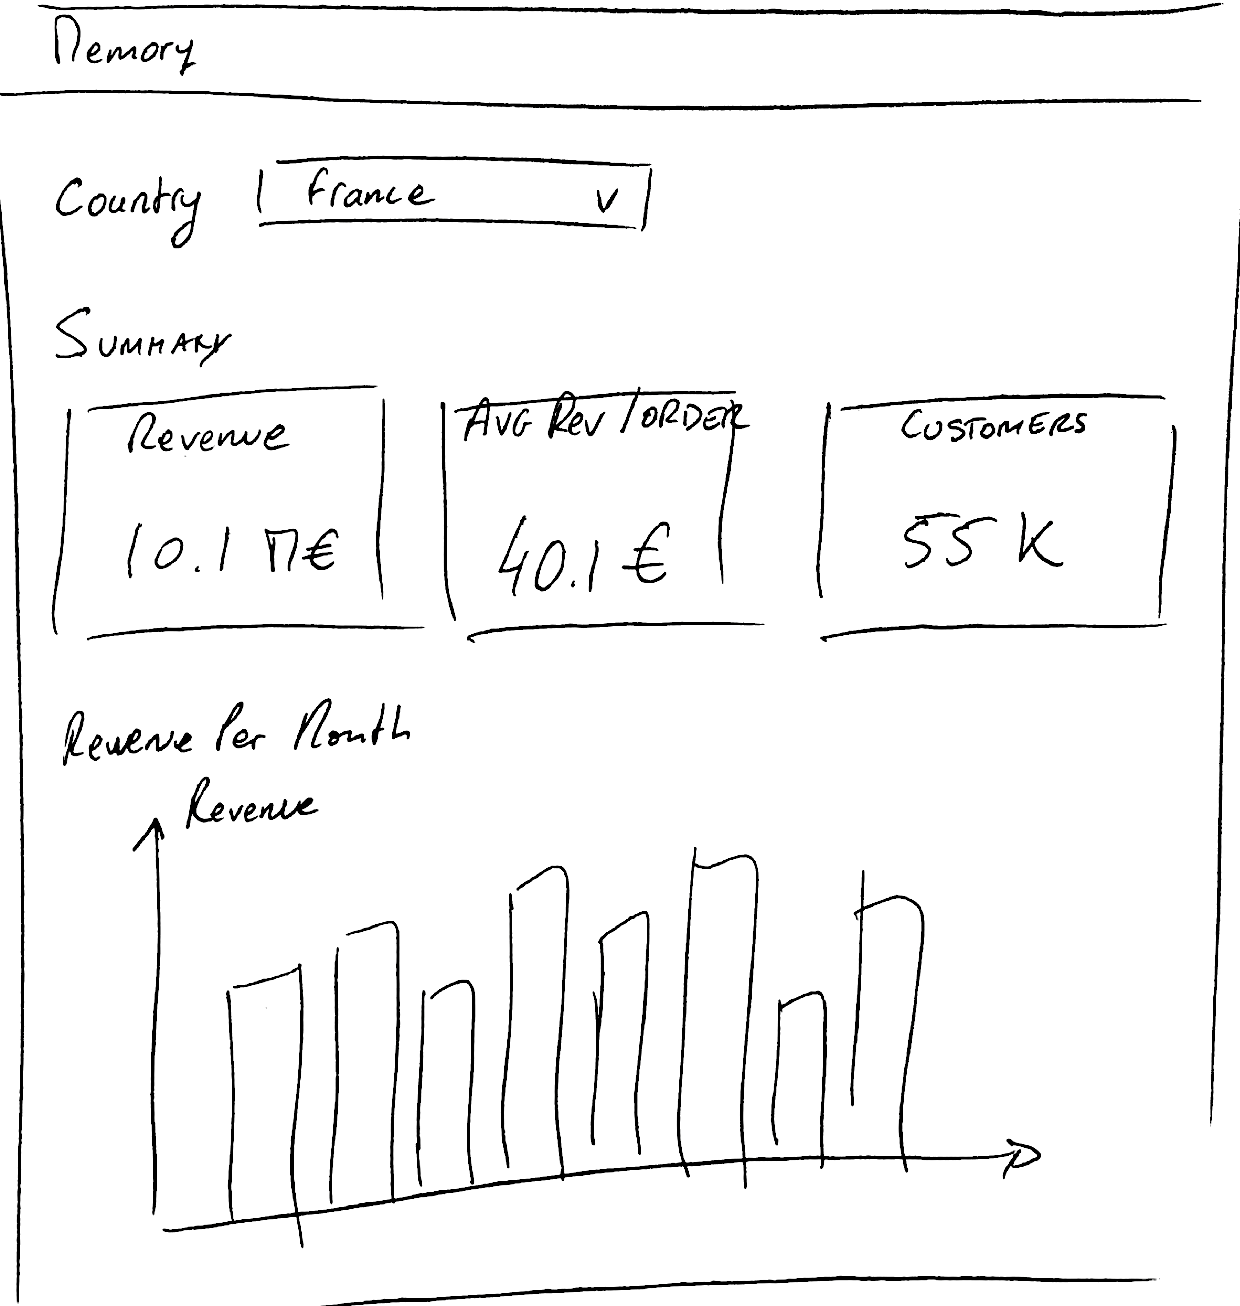 Memory
Country France v
SUMMARY
Revenue AVG Rev/ORDER CUSTOMERS
10.1 M€ 40.1 € 55 K
Revenue Per Month
Revenue